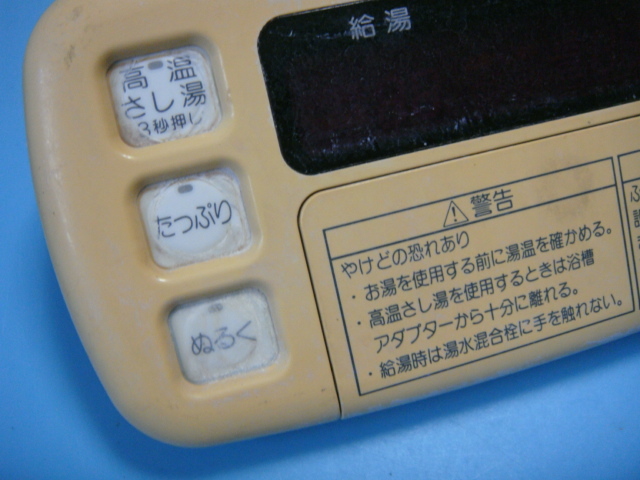 給湯
高温
さし湯
3秒押し
たっぷり
ぬるく
⚠警告
やけどの恐れあり
・お湯を使用する前に湯温を確かめる。
・高温さし湯を使用するときは浴槽
アダプターから十分に離れる。
・給湯時は湯水混合栓に手を触れない。